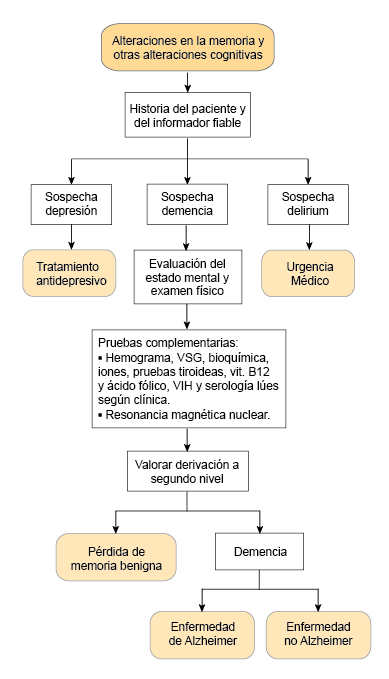 Alteraciones en la memoria y
otras alteraciones cognitivas
Historia del paciente y
del informador fiable
Sospecha
depresión
Sospecha
demencia
Sospecha
delirium
Tratamiento
antidepresivo
Evaluación del
estado mental y
examen físico
Urgencia
Médico
Pruebas complementarias:
▪ Hemograma, VSG, bioquímica,
iones, pruebas tiroideas, vit. B12
y ácido fólico, VIH y serología lúes
según clínica.
▪ Resonancia magnética nuclear.
Valorar derivación a
segundo nivel
Pérdida de
memoria benigna
Demencia
Enfermedad
de Alzheimer
Enfermedad
no Alzheimer